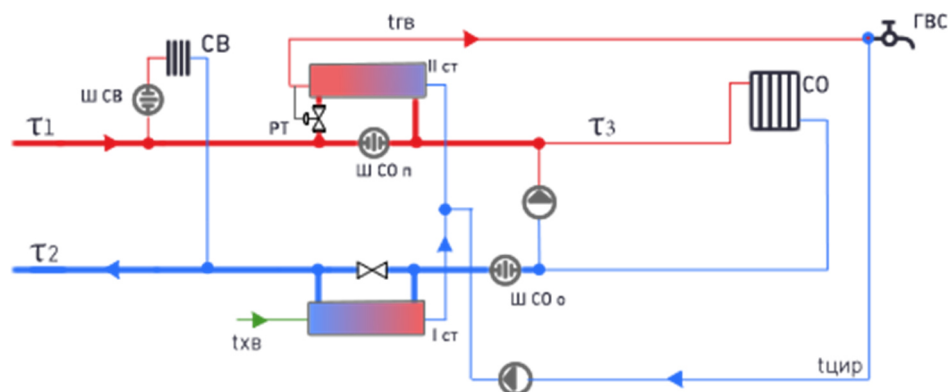 tгв
ГВС
СВ
II ст
Ш СВ
СО
τ1
РТ
τ3
Ш СО п
τ2
Ш СО о
tхв
I ст
tцир